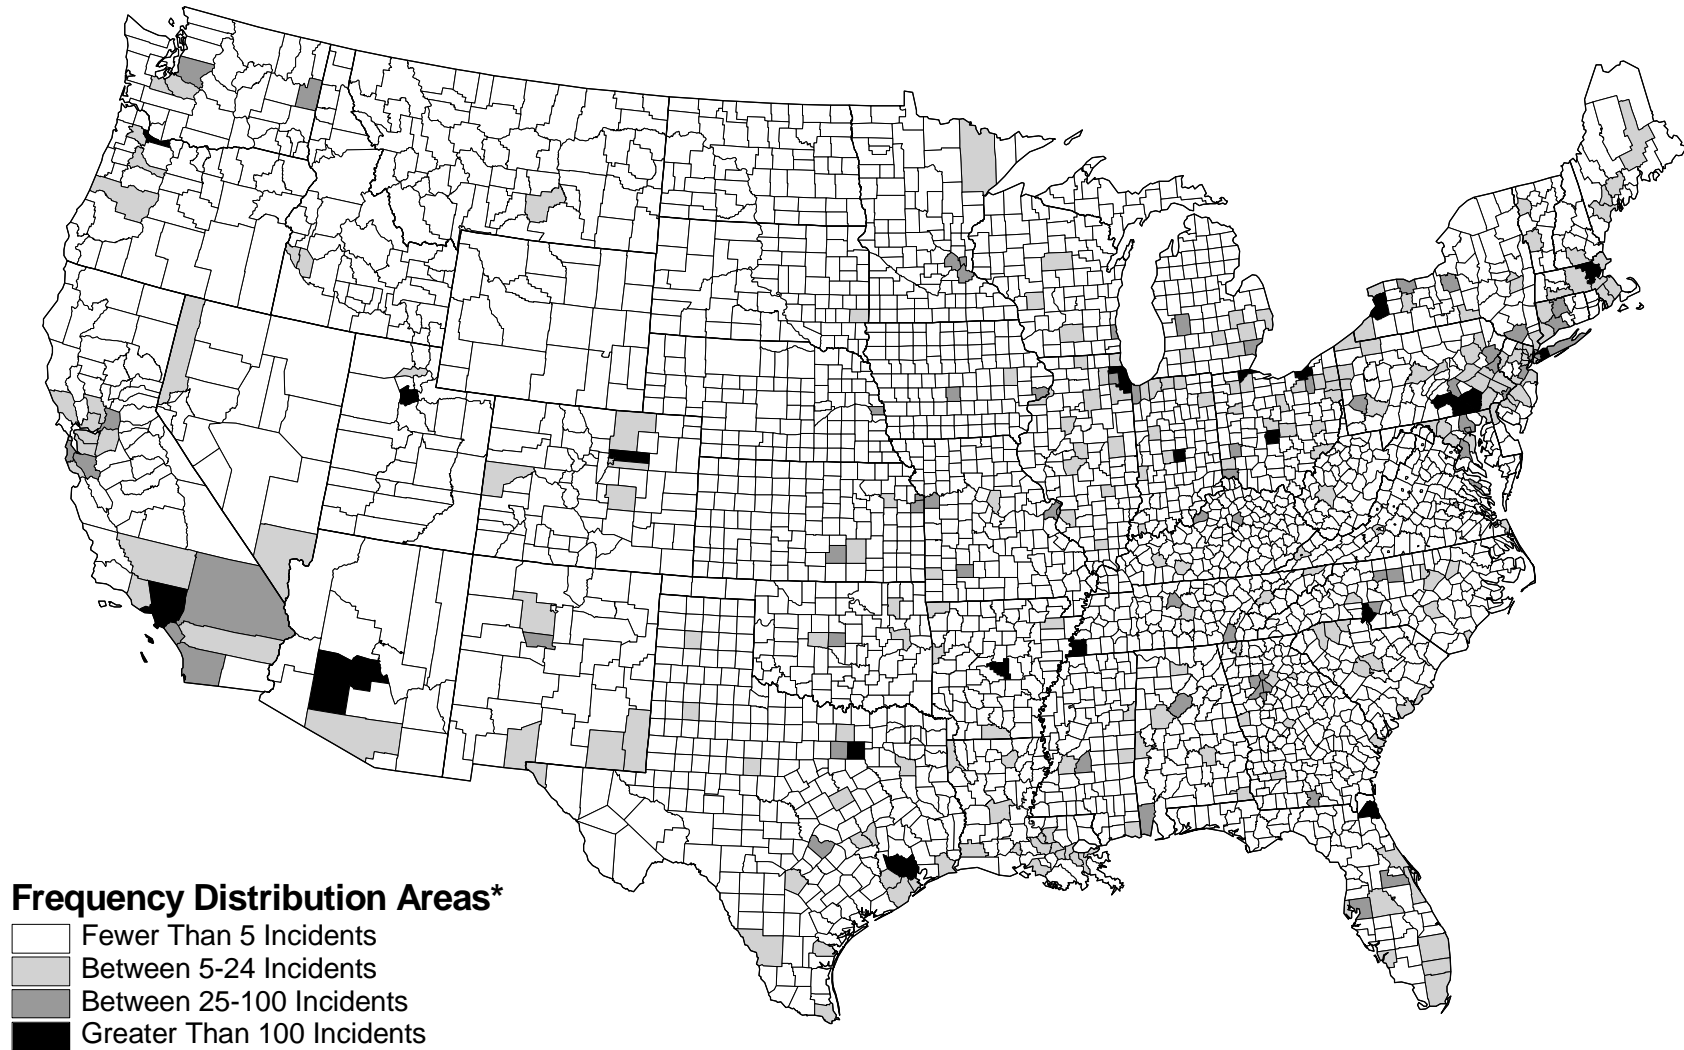 Frequency Distribution Areas*
Fewer Than 5 Incidents
Between 5-24 Incidents
Between 25-100 Incidents
Greater Than 100 Incidents